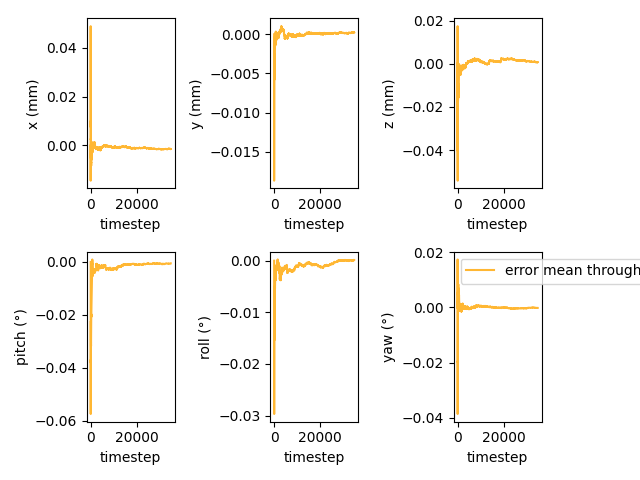 0.04
0.02
0.00
x (mm)
0
20000
timestep
0.000
−0.005
−0.010
−0.015
y (mm)
0
20000
timestep
0.02
0.00
−0.02
−0.04
z (mm)
0
20000
timestep
0.00
−0.02
−0.04
−0.06
pitch (°)
0
20000
timestep
0.00
−0.01
−0.02
−0.03
roll (°)
0
20000
timestep
0.02
0.00
−0.02
−0.04
yaw (°)
0
20000
timestep
error mean through